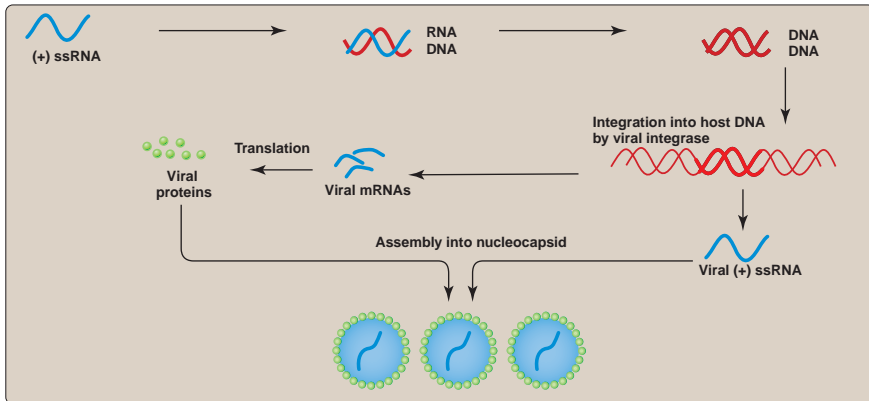 (+) ssRNA
RNA
DNA
DNA
DNA
Integration into host DNA
by viral integrase
Translation
Viral
proteins
Viral mRNAs
Assembly into nucleocapsid
Viral (+) ssRNA